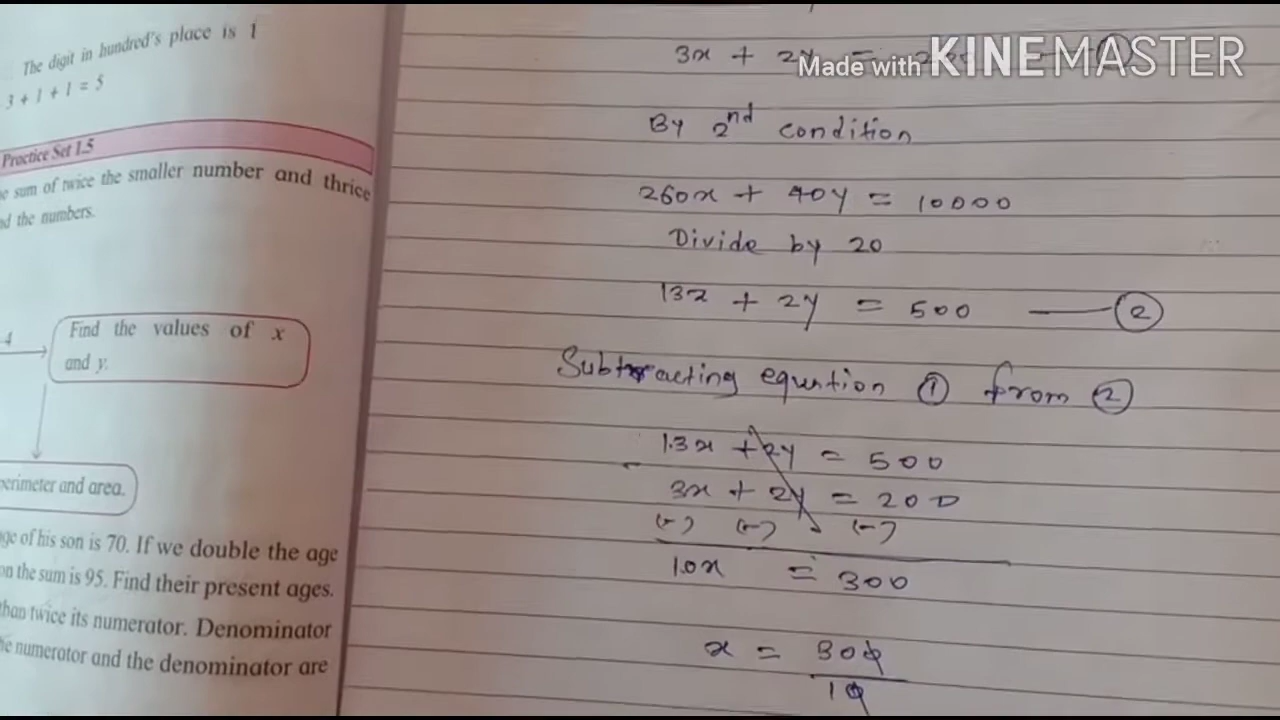 The digit in hundred's place is 1
3 + 1 + 1 = 5
Practice Set 1.5
sum of twice the smaller number and thrice
the numbers.
4
Find the values of x
and y.
perimeter and area.
age of his son is 70. If we double the age
on the sum is 95. Find their present ages.
than twice its numerator. Denominator
numerator and the denominator are
3x + 2y =
Made with KINEMASTER
By 2nd condition
260x + 40y = 10000
Divide by 20
13x + 2y = 500 — 2
Subtracting equation 1 from 2
13x + 2y = 500
- 3x + 2y = 200
(-) (-) (-)
10x = 300
x = 300
10